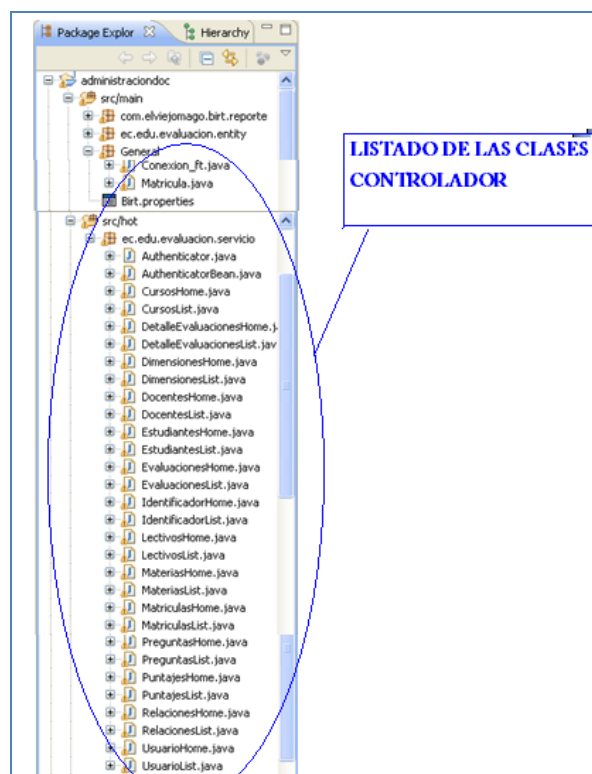 Package Explor
Hierarchy
administraciondoc
src/main
com.elviejomago.birt.reporte
ec.edu.evaluacion.entity
General
Conexion_ft.java
Matricula.java
Birt.properties
src/hot
ec.edu.evaluacion.servicio
Authenticator.java
AuthenticatorBean.java
CursosHome.java
CursosList.java
DetalleEvaluacionesHome.j
DetalleEvaluacionesList.jav
DimensionesHome.java
DimensionesList.java
DocentesHome.java
DocentesList.java
EstudiantesHome.java
EstudiantesList.java
EvaluacionesHome.java
EvaluacionesList.java
IdentificadorHome.java
IdentificadorList.java
LectivosHome.java
LectivosList.java
MateriasHome.java
MateriasList.java
MatriculasHome.java
MatriculasList.java
PreguntasHome.java
PreguntasList.java
PuntajesHome.java
PuntajesList.java
RelacionesHome.java
RelacionesList.java
UsuarioHome.java
UsuarioList.java
LISTADO DE LAS CLASES
CONTROLADOR